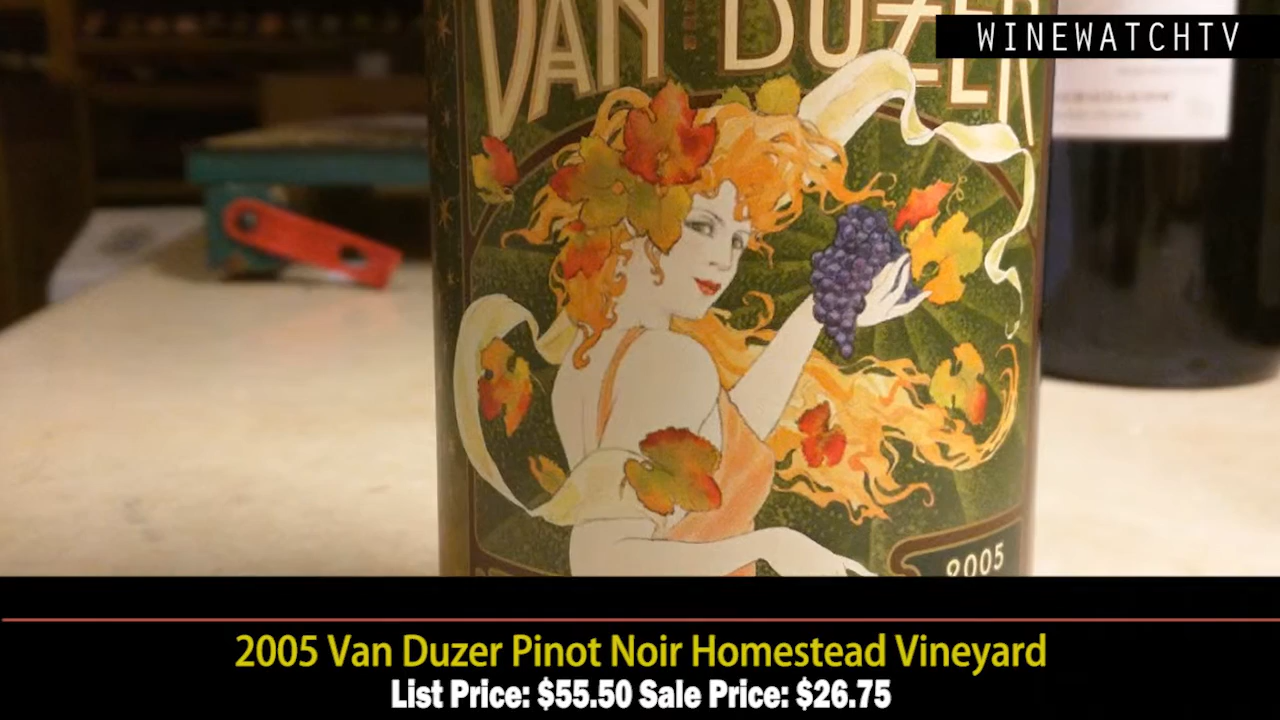 WINEWATCHTV
VAN DUZER
2005
2005 Van Duzer Pinot Noir Homestead Vineyard
List Price: $55.50 Sale Price: $26.75